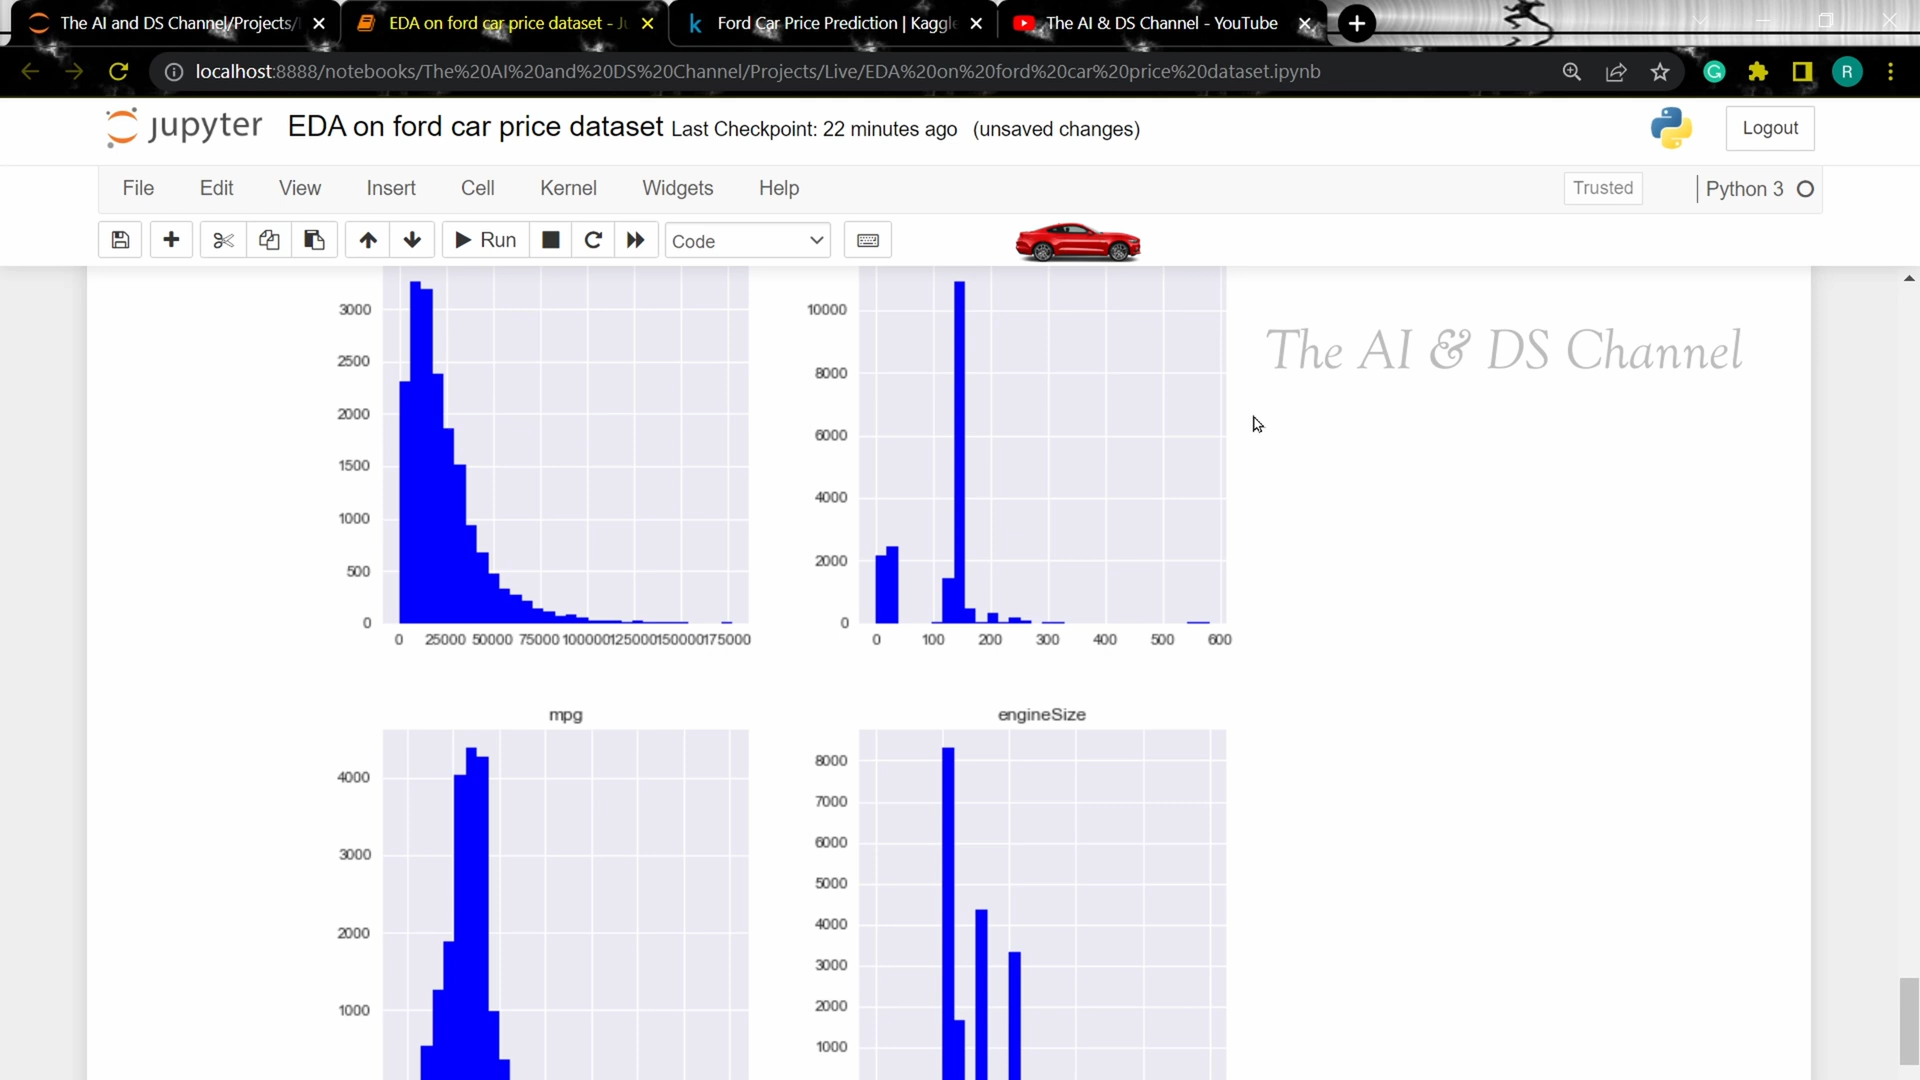 The AI and DS Channel/Projects/
EDA on ford car price dataset - Ju
Ford Car Price Prediction | Kaggle
The AI & DS Channel - YouTube
localhost:8888/notebooks/The%20AI%20and%20DS%20Channel/Projects/Live/EDA%20on%20ford%20car%20price%20dataset.ipynb
R
jupyter EDA on ford car price dataset Last Checkpoint: 22 minutes ago (unsaved changes)
Logout
File Edit View Insert Cell Kernel Widgets Help
Trusted Python 3
Run Code
The AI & DS Channel
3000
2500
2000
1500
1000
500
0
0 25000 50000 75000 100000 125000 150000 175000
10000
8000
6000
4000
2000
0
0 100 200 300 400 500 600
mpg
4000
3000
2000
1000
engineSize
8000
7000
6000
5000
4000
3000
2000
1000